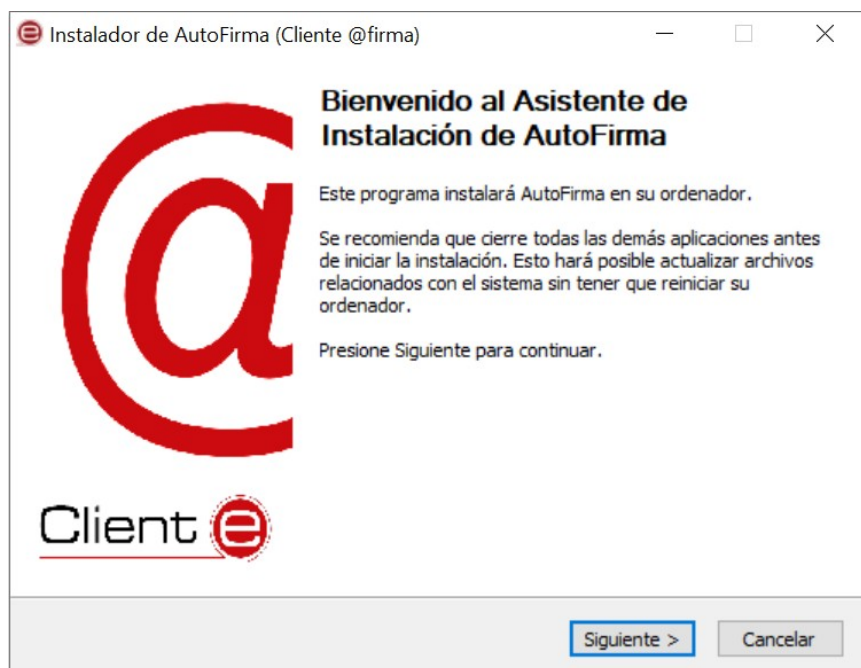 Instalador de AutoFirma (Cliente @firma)
Bienvenido al Asistente de
Instalación de AutoFirma
Este programa instalará AutoFirma en su ordenador.
Se recomienda que cierre todas las demás aplicaciones antes
de iniciar la instalación. Esto hará posible actualizar archivos
relacionados con el sistema sin tener que reiniciar su
ordenador.
Presione Siguiente para continuar.
@
Client e
Siguiente >
Cancelar